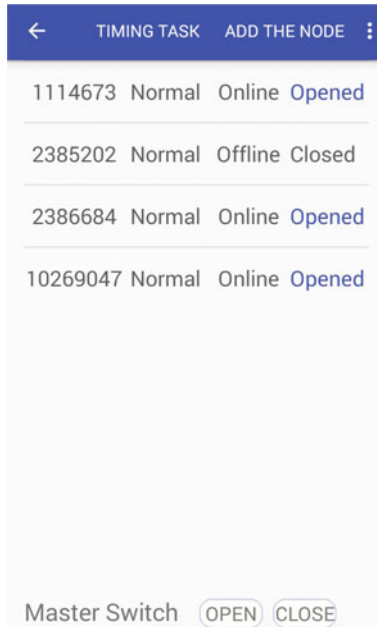 TIMING TASK ADD THE NODE
1114673 Normal Online Opened
2385202 Normal Offline Closed
2386684 Normal Online Opened
10269047 Normal Online Opened
Master Switch OPEN CLOSE